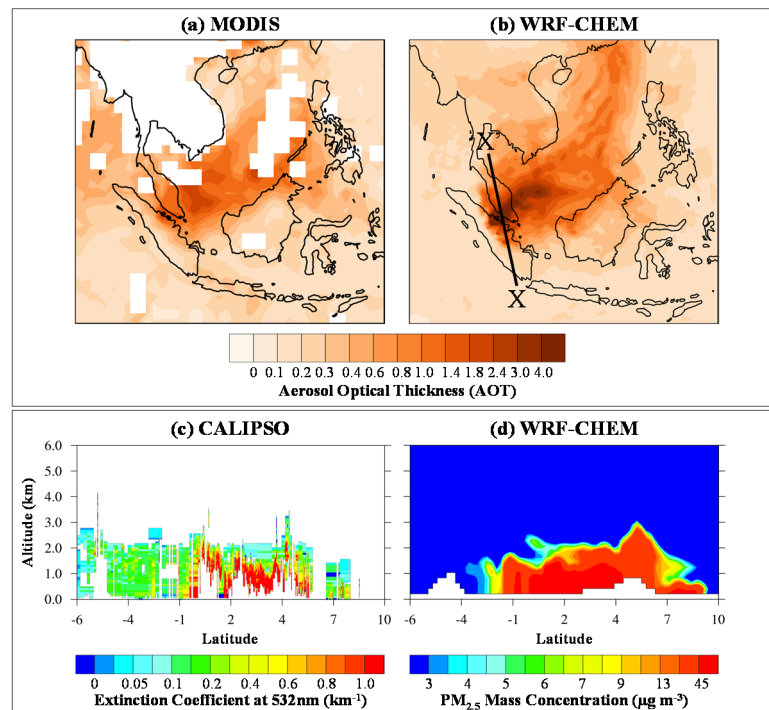 (a) MODIS
(b) WRF-CHEM
X'
X
0 0.1 0.2 0.3 0.4 0.6 0.8 1.0 1.4 1.8 2.4 3.0 4.0
Aerosol Optical Thickness (AOT)
(c) CALIPSO
(d) WRF-CHEM
6.0
5.0
4.0
3.0
2.0
1.0
0.0
Altitude (km)
-6 2 4 10
Latitude
-6 -4 -1 2 4 7 10
Latitude
0 0.05 0.1 0.2 0.4 0.6 0.8 1.0
Extinction Coefficient at 532nm (km⁻¹)
3 4 5 6 7 9 13 45
PM₂.₅ Mass Concentration (μg m⁻³)